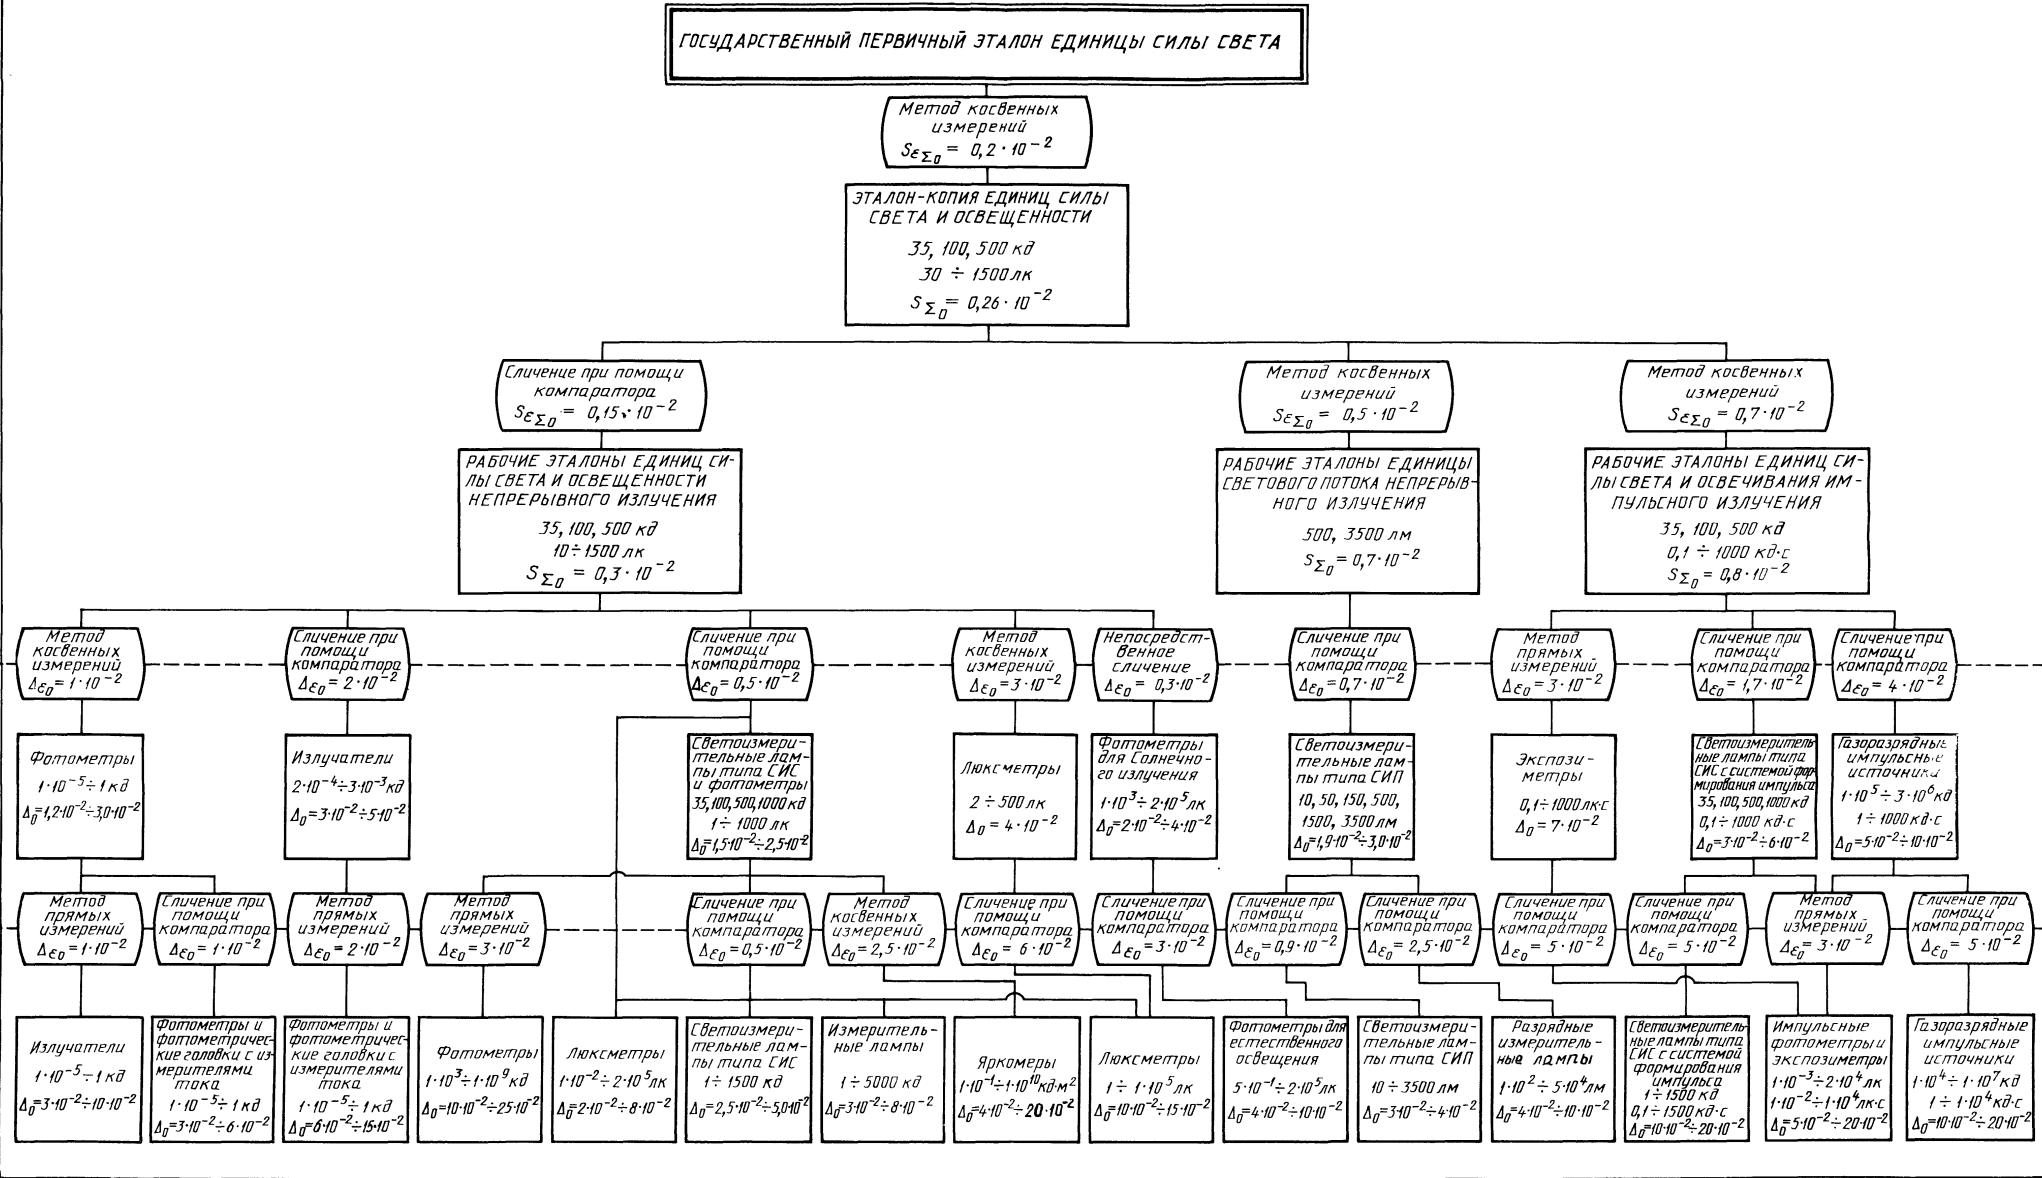 ГОСУДАРСТВЕННЫЙ ПЕРВИЧНЫЙ ЭТАЛОН ЕДИНИЦЫ СИЛЫ СВЕТА
Метод косвенных
измерений
SεΣ₀ = 0,2·10⁻²
ЭТАЛОН-КОПИЯ ЕДИНИЦ СИЛЫ
СВЕТА И ОСВЕЩЕННОСТИ
35, 100, 500 кд
30 ÷ 1500 лк
SΣ₀ = 0,26·10⁻²
Сличение при помощи
компаратора
SεΣ₀ = 0,15·10⁻²
Метод косвенных
измерений
SεΣ₀ = 0,5·10⁻²
Метод косвенных
измерений
SεΣ₀ = 0,7·10⁻²
РАБОЧИЕ ЭТАЛОНЫ ЕДИНИЦ СИ-
ЛЫ СВЕТА И ОСВЕЩЕННОСТИ
НЕПРЕРЫВНОГО ИЗЛУЧЕНИЯ
35, 100, 500 кд
10÷1500 лк
SΣ₀ = 0,3·10⁻²
РАБОЧИЕ ЭТАЛОНЫ ЕДИНИЦЫ
СВЕТОВОГО ПОТОКА НЕПРЕРЫВ-
НОГО ИЗЛУЧЕНИЯ
500, 3500 лм
SΣ₀ = 0,7·10⁻²
РАБОЧИЕ ЭТАЛОНЫ ЕДИНИЦ СИ-
ЛЫ СВЕТА И ОСВЕЧИВАНИЯ ИМ-
ПУЛЬСНОГО ИЗЛУЧЕНИЯ
35, 100, 500 кд
0,1 ÷ 1000 кд·с
SΣ₀ = 0,8·10⁻²
Метод
косвенных
измерений
Δε₀ = 1·10⁻²
Сличение при
помощи
компаратора
Δε₀ = 2·10⁻²
Сличение при
помощи
компаратора
Δε₀ = 0,5·10⁻²
Метод
косвенных
измерений
Δε₀ = 3·10⁻²
Непосредст-
венное
сличение
Δε₀ = 0,3·10⁻²
Сличение при
помощи
компаратора
Δε₀ = 0,7·10⁻²
Метод
прямых
измерений
Δε₀ = 3·10⁻²
Сличение при
помощи
компаратора
Δε₀ = 1,7·10⁻²
Сличение при
помощи
компаратора
Δε₀ = 4·10⁻²
Фотометры
1·10⁻⁵÷1 кд
Δ₀=1,2·10⁻²÷3,0·10⁻²
Излучатели
2·10⁻⁴÷3·10⁻³ кд
Δ₀=3·10⁻²÷5·10⁻²
Светоизмери-
тельные лам-
пы типа СИС
и фотометры
35,100,500,1000 кд
1÷1000 лк
Δ₀=1,5·10⁻²÷2,5·10⁻²
Люксметры
2÷500 лк
Δ₀ = 4·10⁻²
Фотометры
для Солнечно-
го излучения
1·10³÷2·10⁵ лк
Δ₀=2·10⁻²÷4·10⁻²
Светоизмери-
тельные лам-
пы типа СИП
10, 50, 150, 500,
1500, 3500 лм
Δ₀=1,9·10⁻²÷3,0·10⁻²
Экспози-
метры
0,1÷1000 лк·с
Δ₀ = 7·10⁻²
Светоизмеритель-
ные лампы типа
СИС с системой фор-
мирования импульса
35,100,500,1000 кд
0,1÷1000 кд·с
Δ₀=3·10⁻²÷6·10⁻²
Газоразрядные
импульсные
источники
1·10⁵÷3·10⁶ кд
1÷1000 кд·с
Δ₀=5·10⁻²÷10·10⁻²
Метод
прямых
измерений
Δε₀=1·10⁻²
Сличение при
помощи
компаратора
Δε₀ = 1·10⁻²
Метод
прямых
измерений
Δε₀ = 2·10⁻²
Метод
прямых
измерений
Δε₀ = 3·10⁻²
Сличение при
помощи
компаратора
Δε₀=0,5·10⁻²
Метод
косвенных
измерений
Δε₀=2,5·10⁻²
Сличение при
помощи
компаратора
Δε₀ = 6·10⁻²
Сличение при
помощи
компаратора
Δε₀=3·10⁻²
Сличение при
помощи
компаратора
Δε₀ = 0,9·10⁻²
Сличение при
помощи
компаратора
Δε₀ = 2,5·10⁻²
Сличение при
помощи
компаратора
Δε₀ = 5·10⁻²
Сличение при
помощи
компаратора
Δε₀ = 5·10⁻²
Метод
прямых
измерений
Δε₀ = 3·10⁻²
Сличение при
помощи
компаратора
Δε₀ = 5·10⁻²
Излучатели
1·10⁻⁵÷1 кд
Δ₀=3·10⁻²÷10·10⁻²
Фотометры и
фотометричес-
кие головки с из-
мерителями
тока
1·10⁻⁵÷1 кд
Δ₀=3·10⁻²÷6·10⁻²
Фотометры и
фотометричес-
кие головки с
измерителями
тока
1·10⁻⁵÷1 кд
Δ₀=6·10⁻²÷15·10⁻²
Фотометры
1·10³÷1·10⁹ кд
Δ₀=10·10⁻²÷25·10⁻²
Люксметры
1·10⁻²÷2·10⁵ лк
Δ₀=2·10⁻²÷8·10⁻²
Светоизмери-
тельные лам-
пы типа СИС
1÷1500 кд
Δ₀=2,5·10⁻²÷5,0·10⁻²
Измеритель-
ные лампы
1÷5000 кд
Δ₀=3·10⁻²÷8·10⁻²
Яркомеры
1·10⁻¹÷1·10¹⁰ кд·м²
Δ₀=4·10⁻²÷20·10⁻²
Люксметры
1÷1·10⁵ лк
Δ₀=10·10⁻²÷15·10⁻²
Фотометры для
естественного
освещения
5·10⁻¹÷2·10⁵ лк
Δ₀=4·10⁻²÷10·10⁻²
Светоизмери-
тельные лам-
пы типа СИП
10÷3500 лм
Δ₀=3·10⁻²÷4·10⁻²
Разрядные
измеритель-
ные лампы
1·10²÷5·10⁴ лм
Δ₀=4·10⁻²÷10·10⁻²
Светоизмеритель-
ные лампы типа
СИС с системой
формирования
импульса
1÷1500 кд
0,1÷1500 кд·с
Δ₀=10·10⁻²÷20·10⁻²
Импульсные
фотометры и
экспозиметры
1·10⁻³÷2·10⁴ лк
1·10⁻²÷1·10⁴ лк·с
Δ₀=5·10⁻²÷20·10⁻²
Газоразрядные
импульсные
источники
1·10⁴÷1·10⁷ кд
1÷1·10⁴ кд·с
Δ₀=10·10⁻²÷20·10⁻²